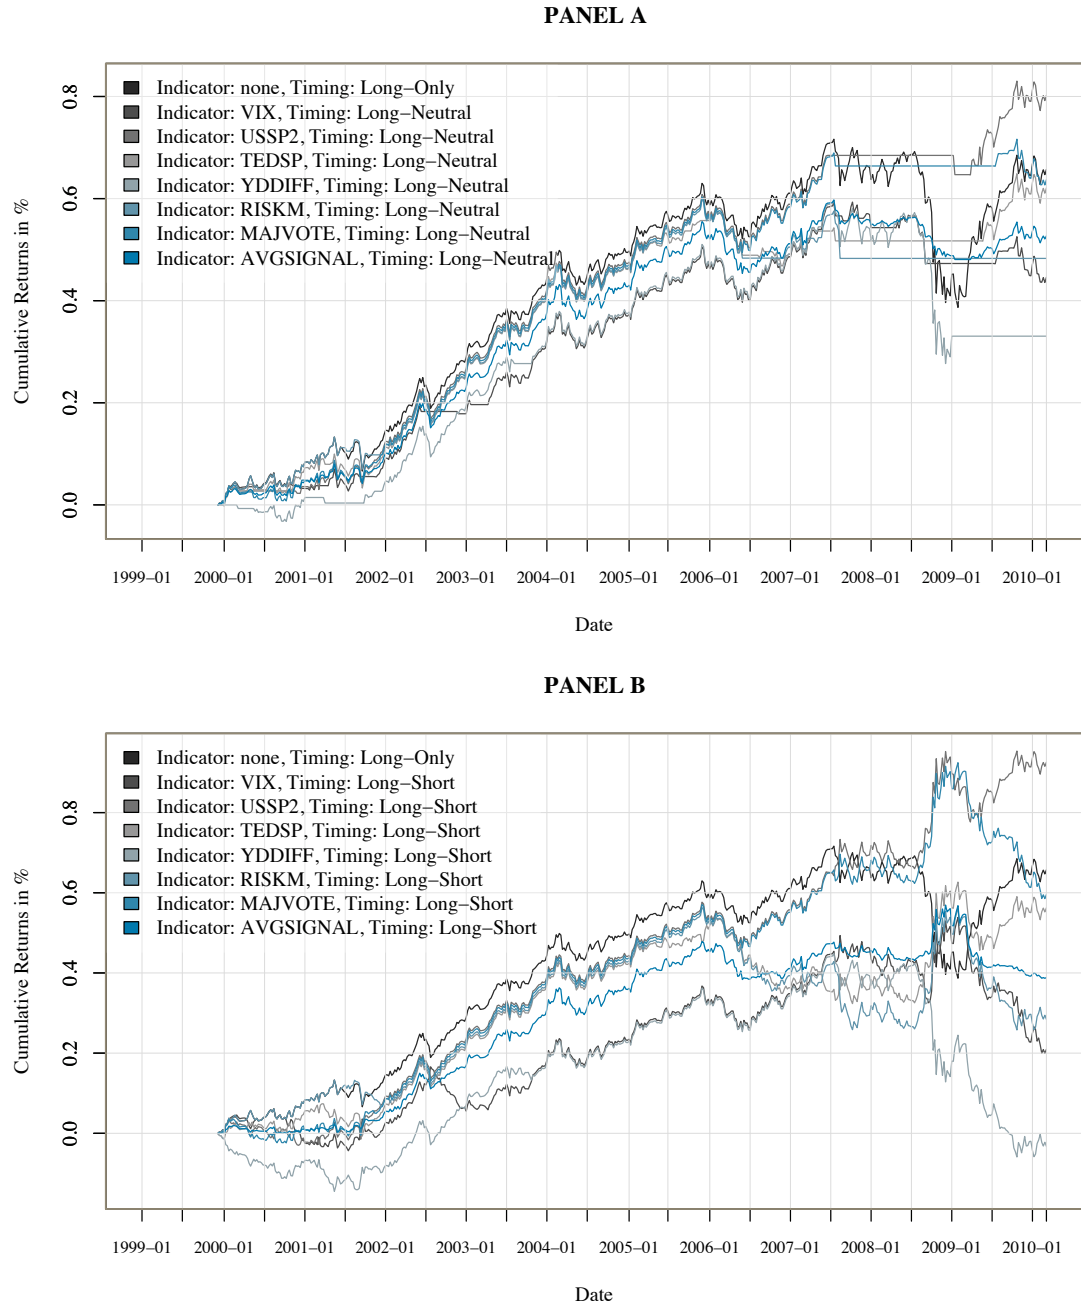 PANEL A
Indicator: none, Timing: Long–Only
Indicator: VIX, Timing: Long–Neutral
Indicator: USSP2, Timing: Long–Neutral
Indicator: TEDSP, Timing: Long–Neutral
Indicator: YDDIFF, Timing: Long–Neutral
Indicator: RISKM, Timing: Long–Neutral
Indicator: MAJVOTE, Timing: Long–Neutral
Indicator: AVGSIGNAL, Timing: Long–Neutral
Cumulative Returns in %
0.8
0.6
0.4
0.2
0.0
1999–01 2000–01 2001–01 2002–01 2003–01 2004–01 2005–01 2006–01 2007–01 2008–01 2009–01 2010–01
Date
PANEL B
Indicator: none, Timing: Long–Only
Indicator: VIX, Timing: Long–Short
Indicator: USSP2, Timing: Long–Short
Indicator: TEDSP, Timing: Long–Short
Indicator: YDDIFF, Timing: Long–Short
Indicator: RISKM, Timing: Long–Short
Indicator: MAJVOTE, Timing: Long–Short
Indicator: AVGSIGNAL, Timing: Long–Short
Cumulative Returns in %
0.8
0.6
0.4
0.2
0.0
1999–01 2000–01 2001–01 2002–01 2003–01 2004–01 2005–01 2006–01 2007–01 2008–01 2009–01 2010–01
Date